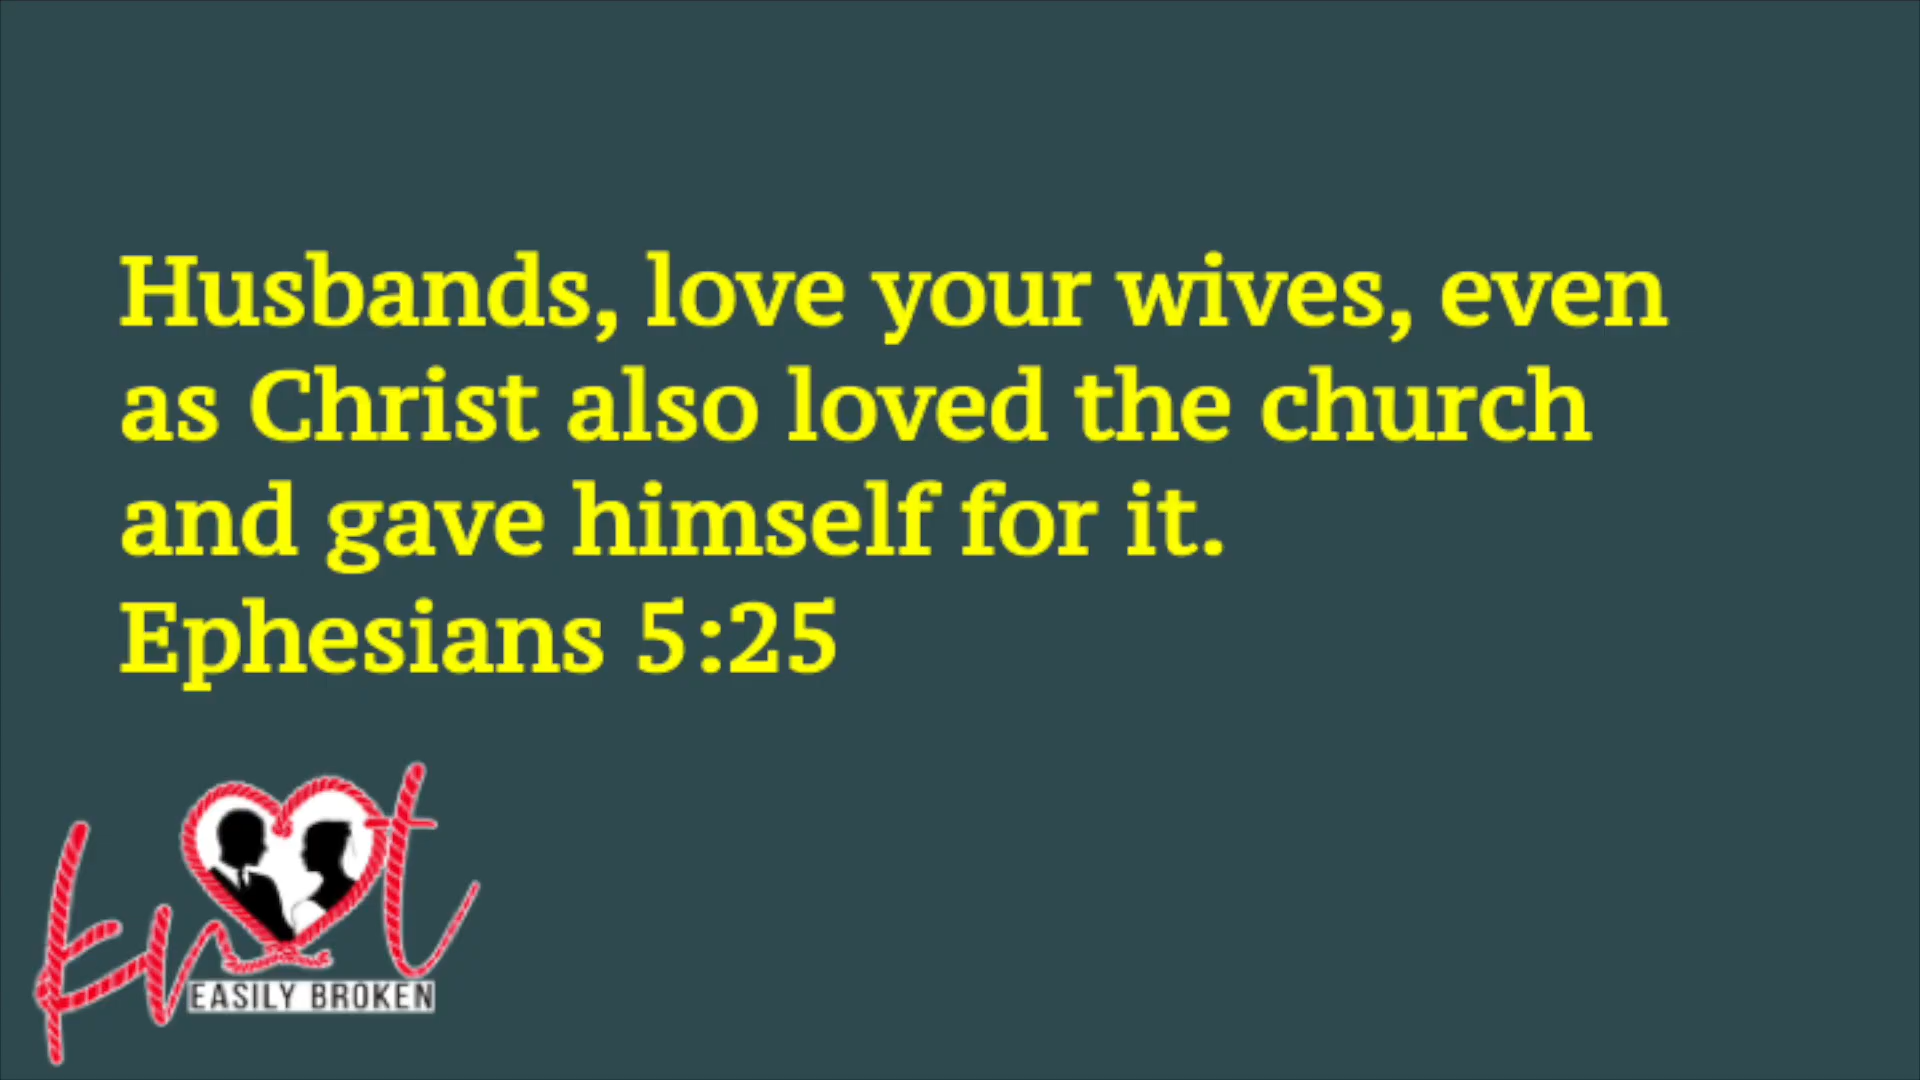 Husbands, love your wives, even
as Christ also loved the church
and gave himself for it.
Ephesians 5:25
knot
EASILY BROKEN